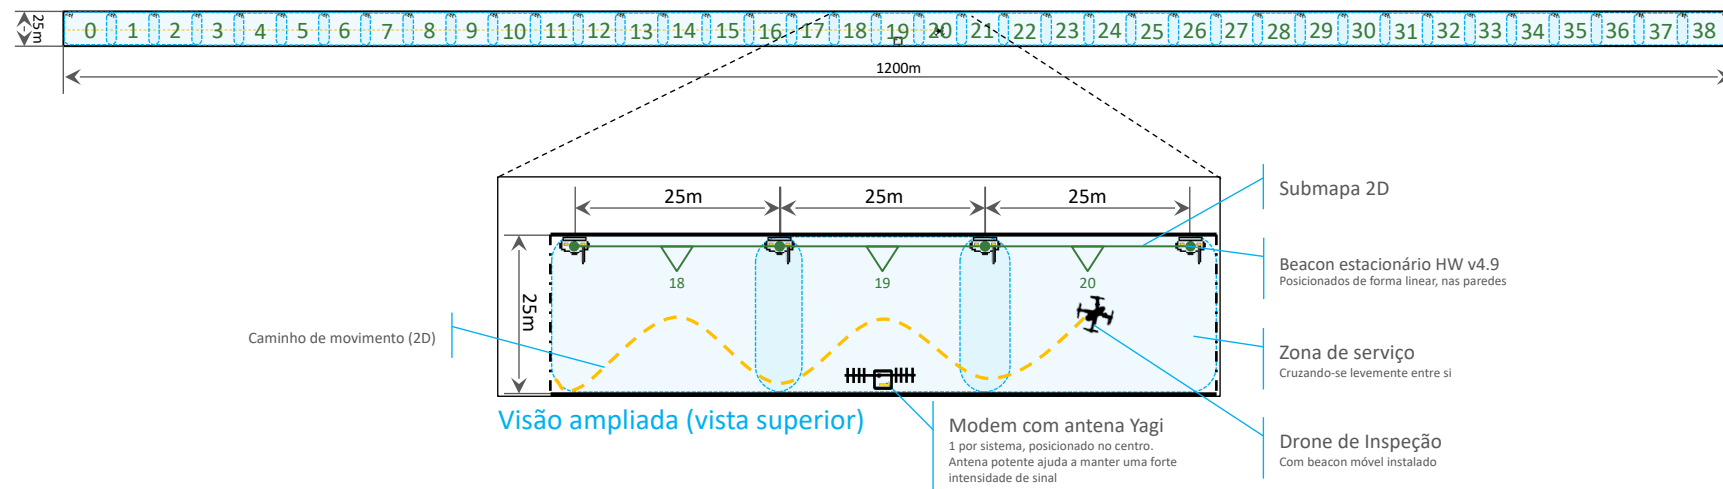 25m
0 1 2 3 4 5 6 7 8 9 10 11 12 13 14 15 16 17 18 19 20 21 22 23 24 25 26 27 28 29 30 31 32 33 34 35 36 37 38
1200m
25m 25m 25m
25m
18 19 20
Submapa 2D
Beacon estacionário HW v4.9
Posicionados de forma linear, nas paredes
Caminho de movimento (2D)
Zona de serviço
Cruzando-se levemente entre si
Visão ampliada (vista superior)
Modem com antena Yagi
1 por sistema, posicionado no centro.
Antena potente ajuda a manter uma forte
intensidade de sinal
Drone de Inspeção
Com beacon móvel instalado